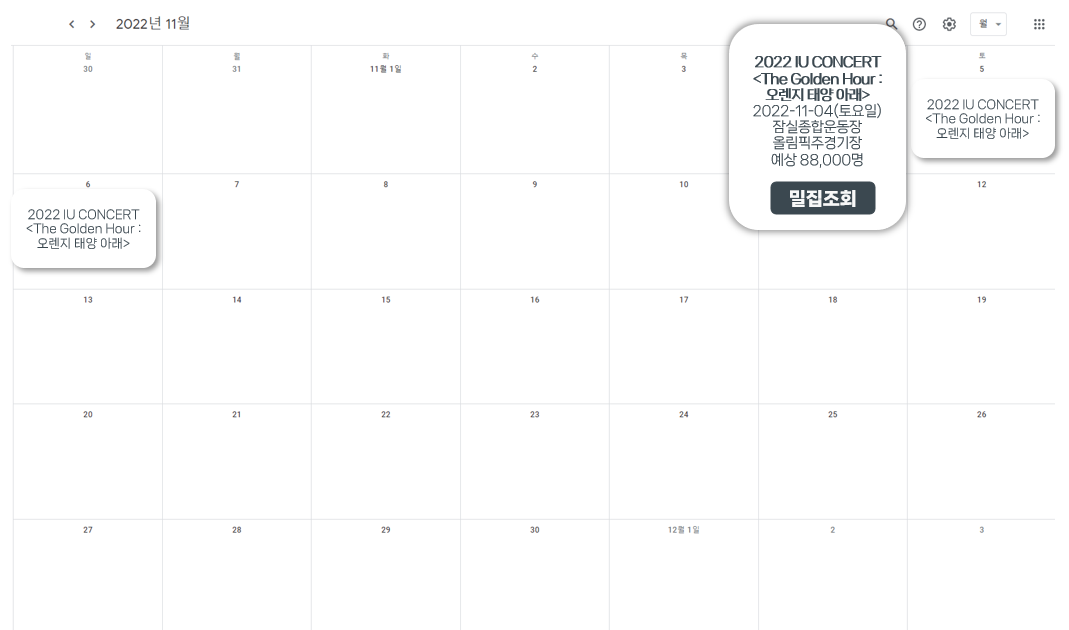 2022년 11월
월
일
월
화
수
목
토
30
31
11월 1일
2
3
5
2022 IU CONCERT
<The Golden Hour :
오렌지 태양 아래>
2022-11-04(토요일)
잠실종합운동장
올림픽주경기장
예상 88,000명
밀집조회
2022 IU CONCERT
<The Golden Hour :
오렌지 태양 아래>
6
7
8
9
10
12
2022 IU CONCERT
<The Golden Hour :
오렌지 태양 아래>
13
14
15
16
17
18
19
20
21
22
23
24
25
26
27
28
29
30
12월 1일
2
3